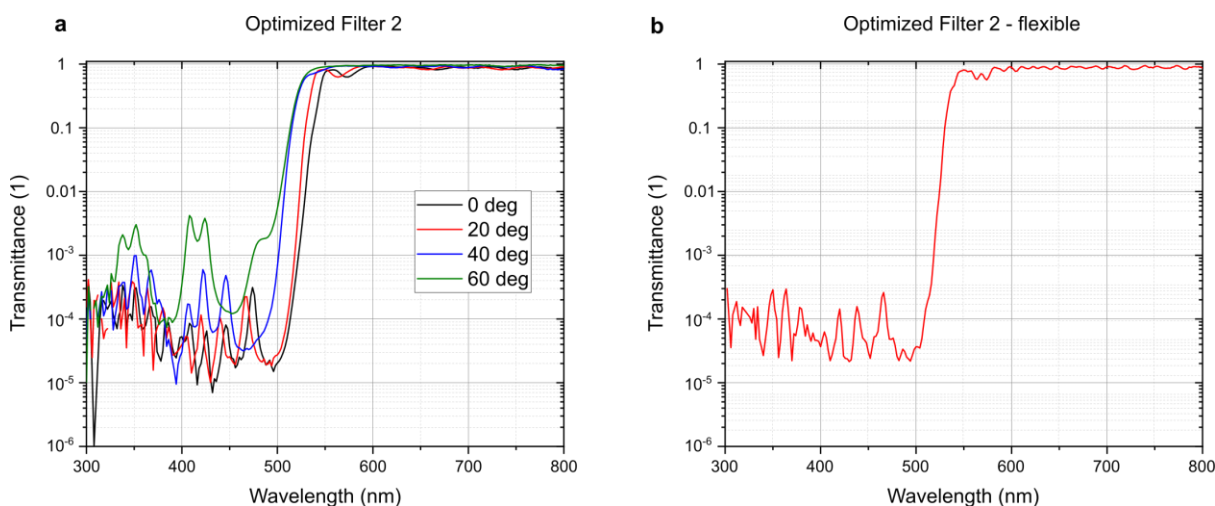 a
Optimized Filter 2
Transmittance (1)
1
0.1
0.01
10⁻³
10⁻⁴
10⁻⁵
10⁻⁶
0 deg
20 deg
40 deg
60 deg
300 400 500 600 700 800
Wavelength (nm)
b
Optimized Filter 2 - flexible
Transmittance (1)
1
0.1
0.01
10⁻³
10⁻⁴
10⁻⁵
10⁻⁶
300 400 500 600 700 800
Wavelength (nm)